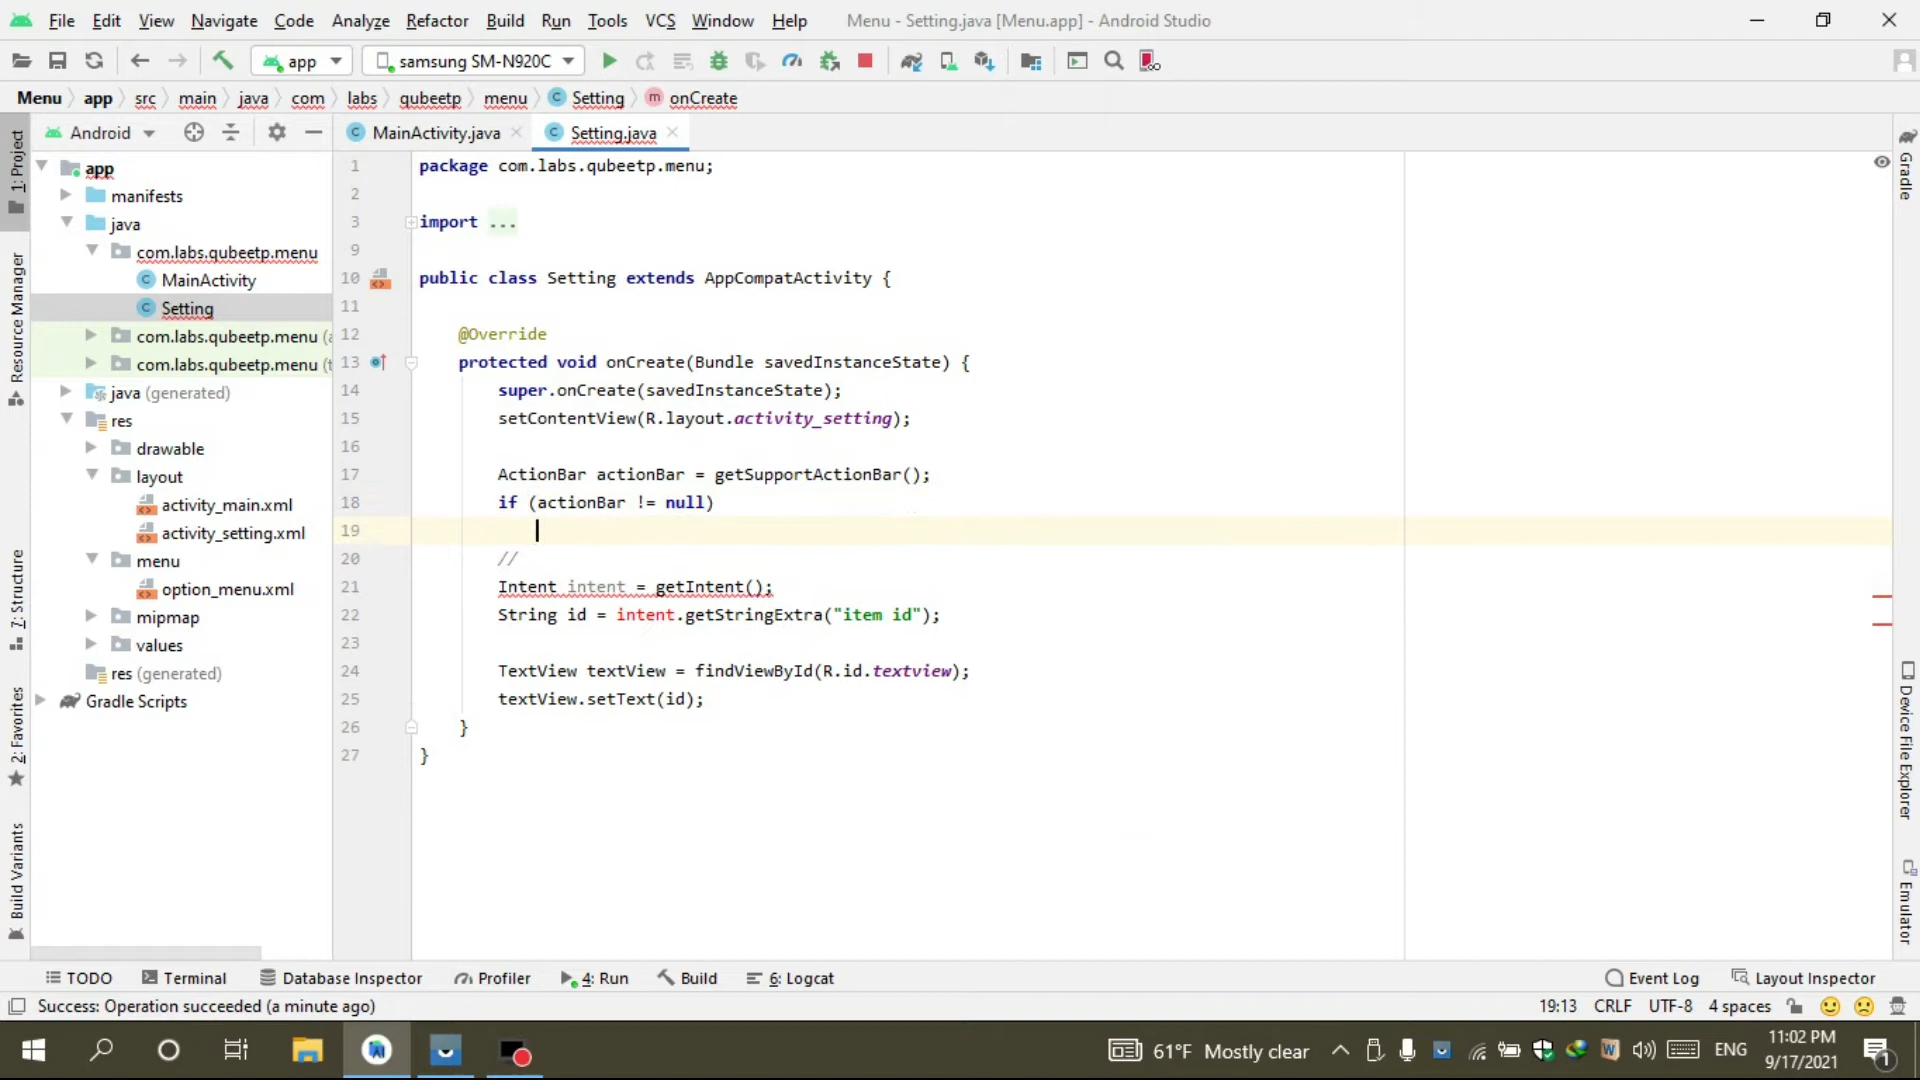 File Edit View Navigate Code Analyze Refactor Build Run Tools VCS Window Help Menu - Setting.java [Menu.app] - Android Studio
app samsung SM-N920C
Menu app src main java com labs qubeetp menu Setting onCreate
Android MainActivity.java Setting.java
1: Project
Resource Manager
7: Structure
2: Favorites
Build Variants
app
manifests
java
com.labs.qubeetp.menu
MainActivity
Setting
com.labs.qubeetp.menu (
com.labs.qubeetp.menu (
java (generated)
res
drawable
layout
activity_main.xml
activity_setting.xml
menu
option_menu.xml
mipmap
values
res (generated)
Gradle Scripts
1 package com.labs.qubeetp.menu;
2
3 import ...
9
10 public class Setting extends AppCompatActivity {
11
12 @Override
13 protected void onCreate(Bundle savedInstanceState) {
14 super.onCreate(savedInstanceState);
15 setContentView(R.layout.activity_setting);
16
17 ActionBar actionBar = getSupportActionBar();
18 if (actionBar != null)
19
20 //
21 Intent intent = getIntent();
22 String id = intent.getStringExtra("item id");
23
24 TextView textView = findViewById(R.id.textview);
25 textView.setText(id);
26 }
27 }
Gradle
Device File Explorer
Emulator
TODO Terminal Database Inspector Profiler 4: Run Build 6: Logcat Event Log Layout Inspector
Success: Operation succeeded (a minute ago) 19:13 CRLF UTF-8 4 spaces
61°F Mostly clear ENG 11:02 PM
9/17/2021
1